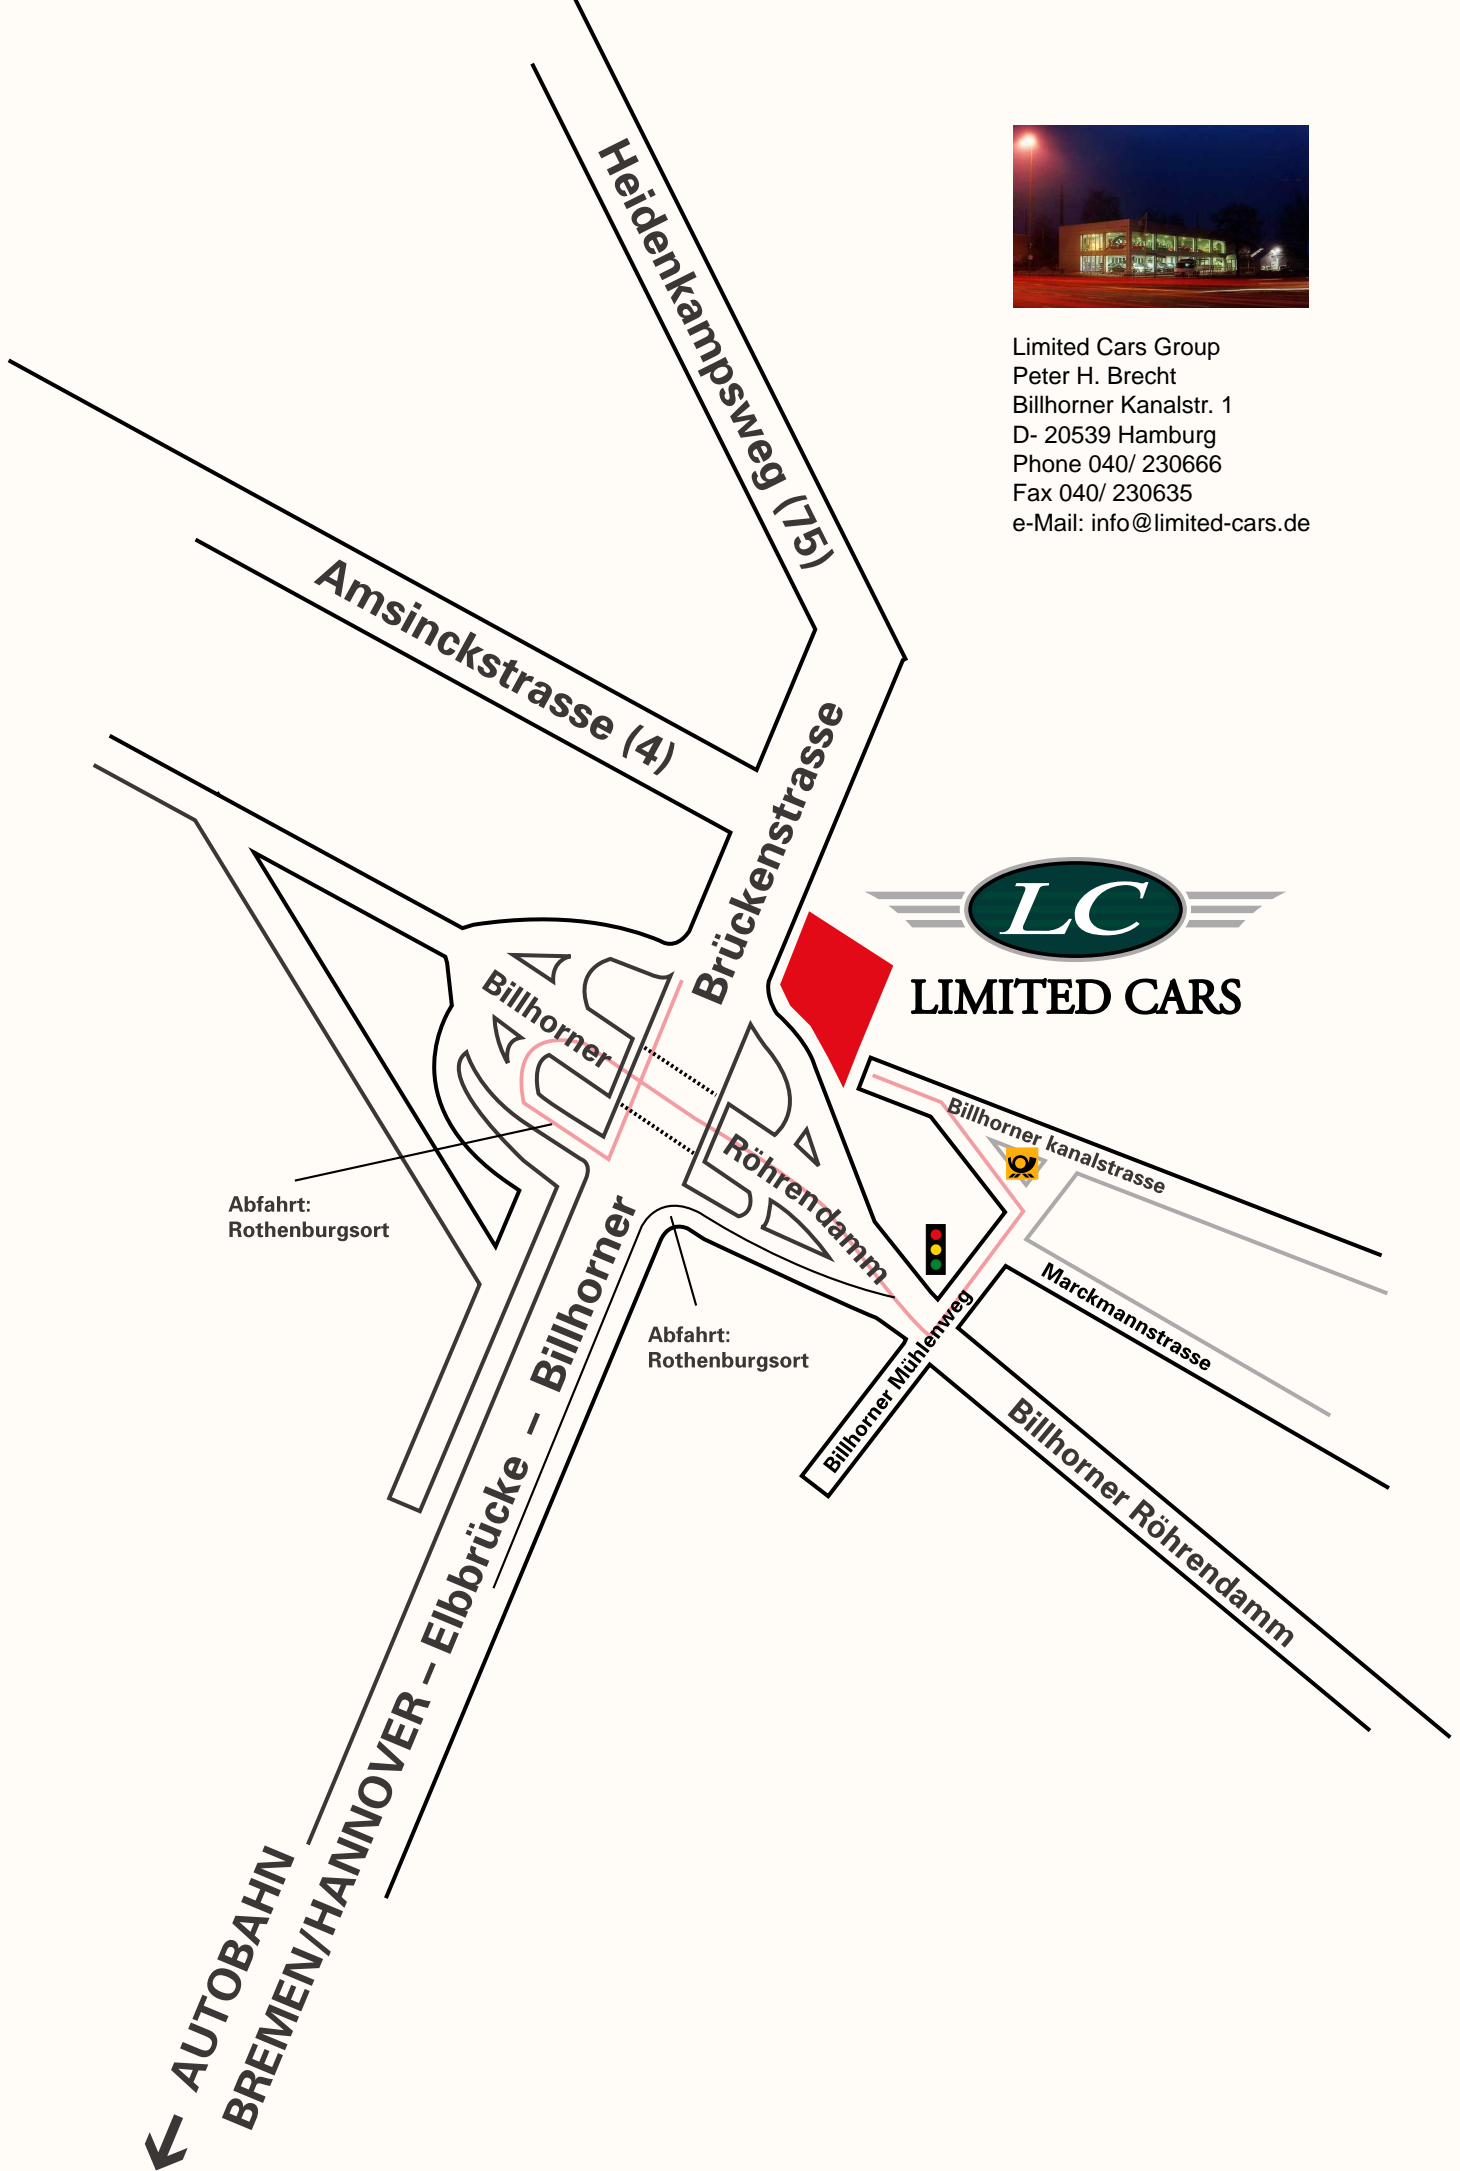 Heidenkampsweg (75)
Limited Cars Group
Peter H. Brecht
Billhorner Kanalstr. 1
D- 20539 Hamburg
Phone 040/ 230666
Fax 040/ 230635
e-Mail: info@limited-cars.de
Amsinckstrasse (4)
Brückenstrasse
LC
LIMITED CARS
Billhorner
Röhrendamm
Billhorner kanalstrasse
Abfahrt:
Rothenburgsort
Marckmannstrasse
Abfahrt:
Rothenburgsort
Billhorner Mühlenweg
Billhorner Röhrendamm
AUTOBAHN
BREMEN/HANNOVER – Elbbrücke – Billhorner